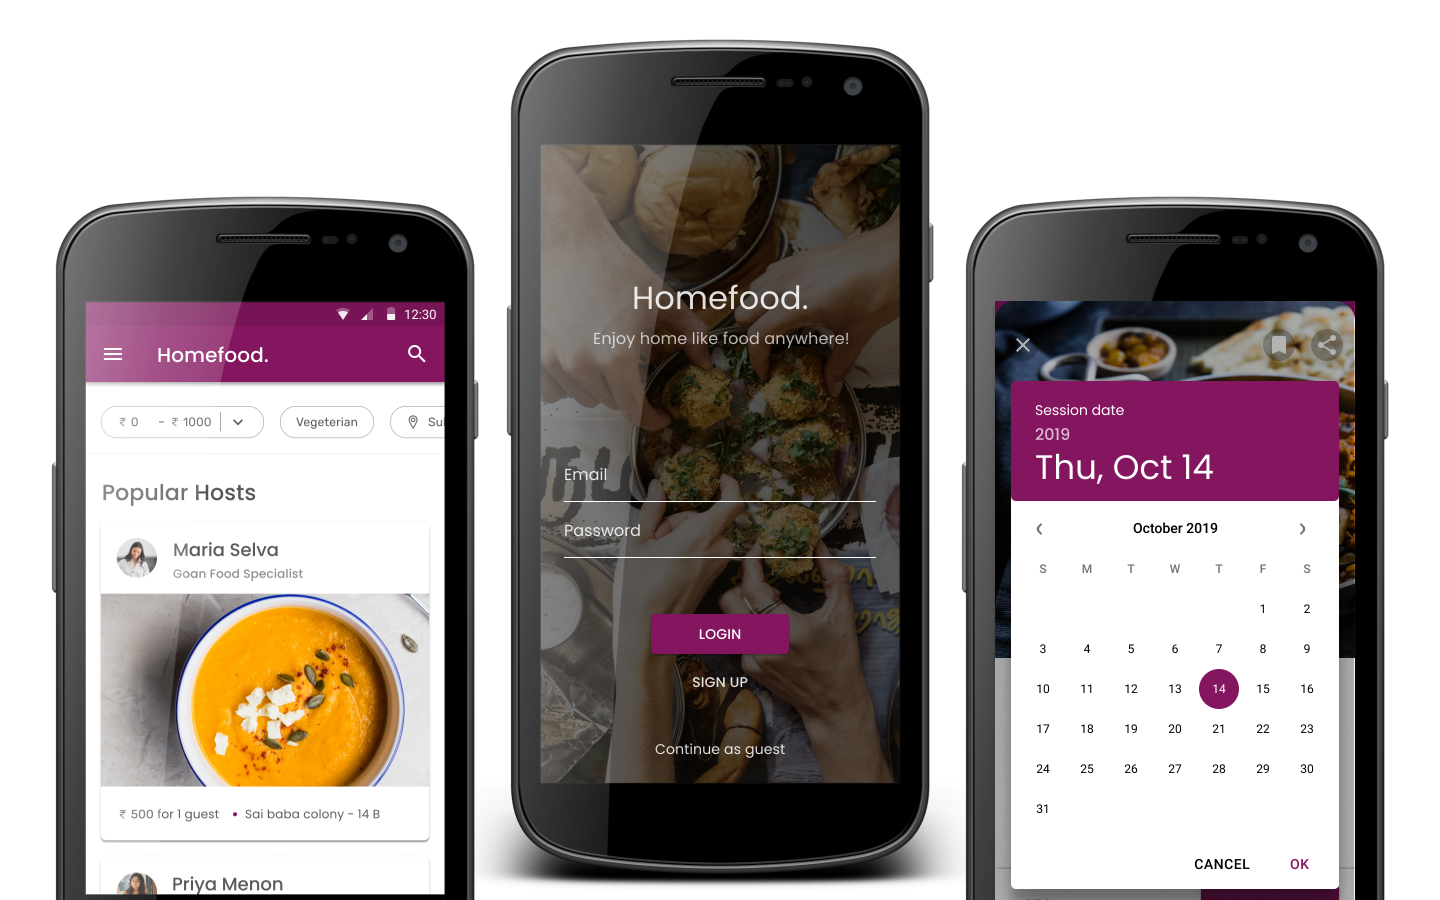 12:30
Homefood.
₹ 0 - ₹ 1000
Vegeterian
Popular Hosts
Maria Selva
Goan Food Specialist
₹ 500 for 1 guest • Sai baba colony - 14 B
Priya Menon
Homefood.
Enjoy home like food anywhere!
Email
Password
LOGIN
SIGN UP
Continue as guest
Session date
2019
Thu, Oct 14
October 2019
S M T W T F S
1 2
3 4 5 6 7 8 9
10 11 12 13 14 15 16
17 18 19 20 21 22 23
24 25 26 27 28 29 30
31
CANCEL OK